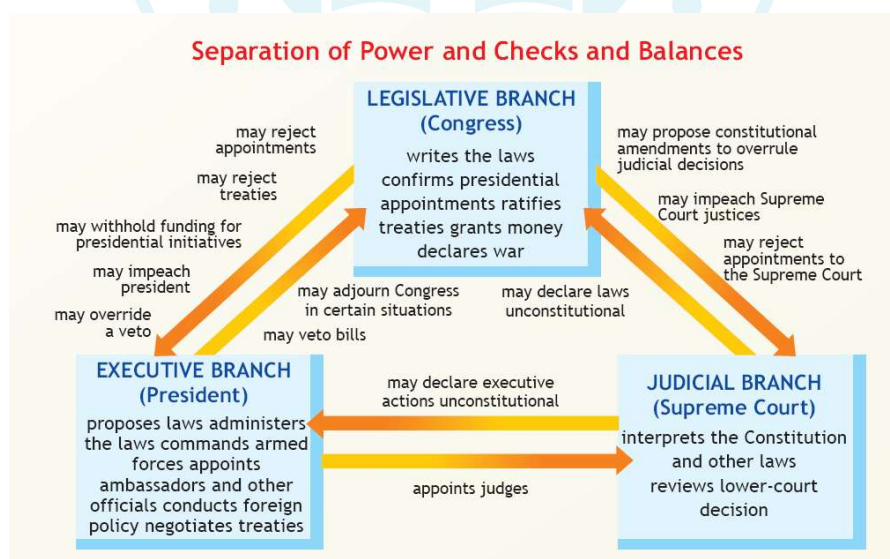 Separation of Power and Checks and Balances
LEGISLATIVE BRANCH
(Congress)
writes the laws
confirms presidential
appointments ratifies
treaties grants money
declares war
may reject
appointments
may reject
treaties
may withhold funding for
presidential initiatives
may impeach
president
may override
a veto
may propose constitutional
amendments to overrule
judicial decisions
may impeach Supreme
Court justices
may reject
appointments to
the Supreme Court
may adjourn Congress
in certain situations
may veto bills
may declare laws
unconstitutional
EXECUTIVE BRANCH
(President)
proposes laws administers
the laws commands armed
forces appoints
ambassadors and other
officials conducts foreign
policy negotiates treaties
may declare executive
actions unconstitutional
appoints judges
JUDICIAL BRANCH
(Supreme Court)
interprets the Constitution
and other laws
reviews lower-court
decision